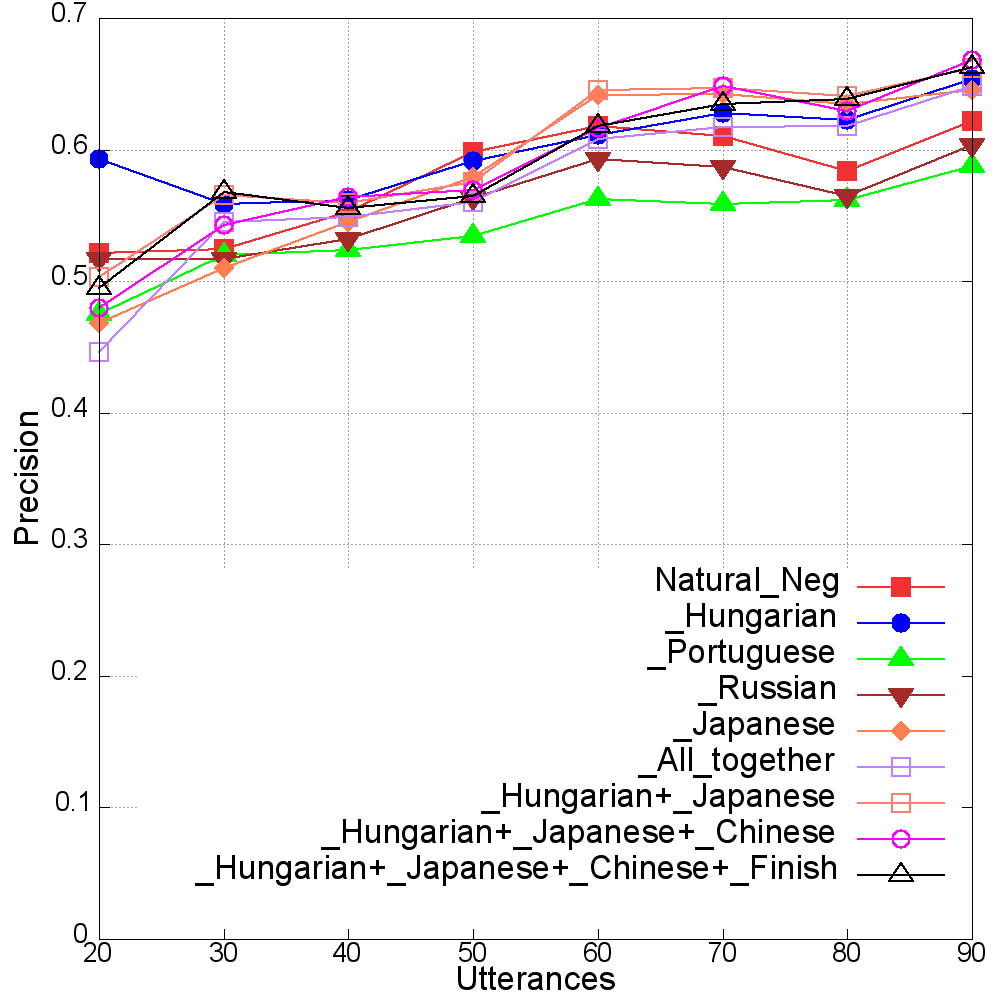 0.7
0.6
0.5
0.4
0.3
0.2
0.1
0
Precision
Natural_Neg
_Hungarian
_Portuguese
_Russian
_Japanese
_All_together
_Hungarian+_Japanese
_Hungarian+_Japanese+_Chinese
_Hungarian+_Japanese+_Chinese+_Finish
20 30 40 50 60 70 80 90
Utterances